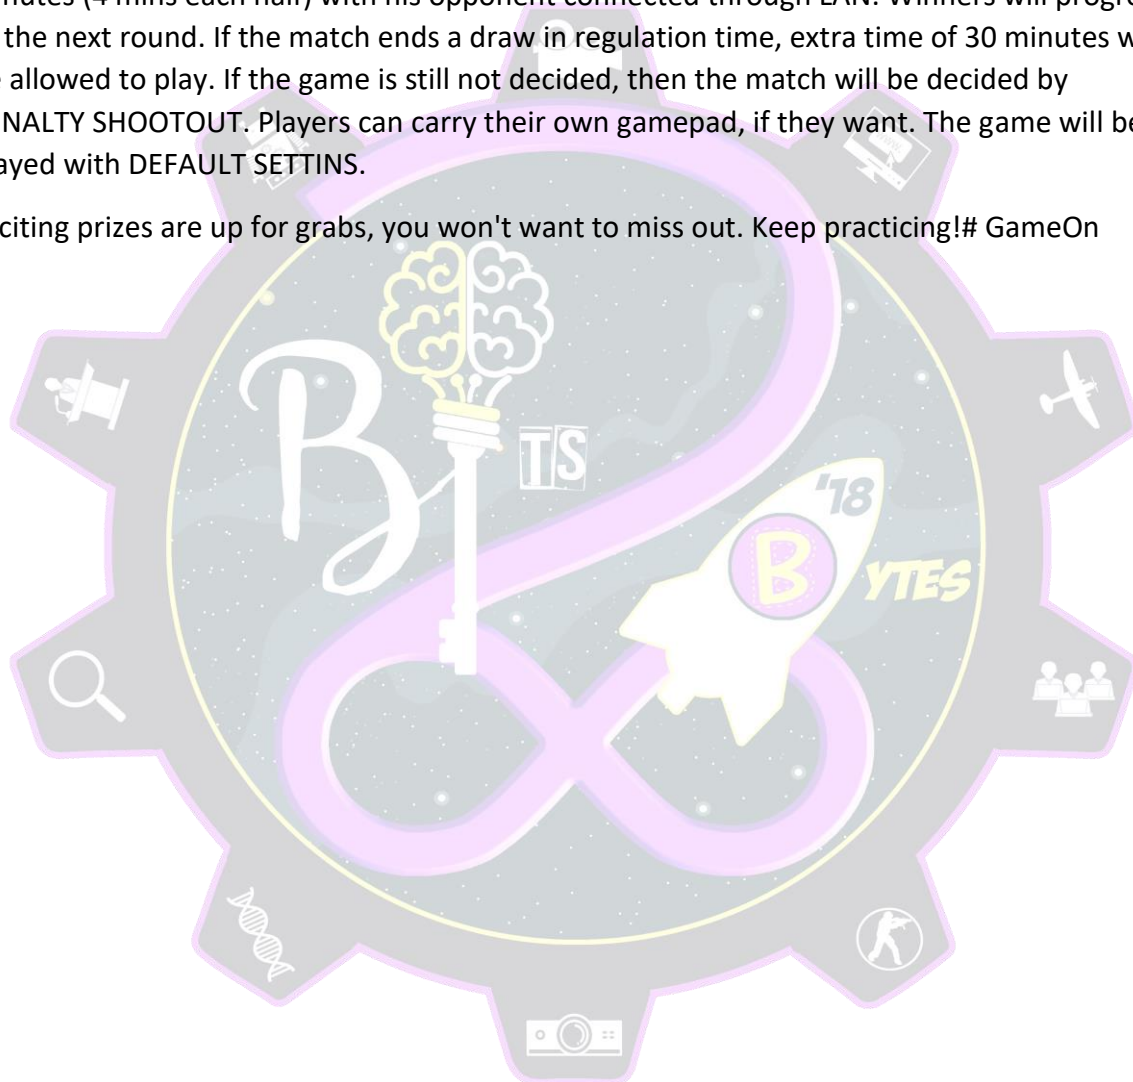 nutes (4 mins each half) with his opponent connected through LAN. Winners will progre
the next round. If the match ends a draw in regulation time, extra time of 30 minutes w
e allowed to play. If the game is still not decided, then the match will be decided by
NALTY SHOOTOUT. Players can carry their own gamepad, if they want. The game will be
ayed with DEFAULT SETTINS.
citing prizes are up for grabs, you won't want to miss out. Keep practicing!# GameOn
B TS
'18
B YTES